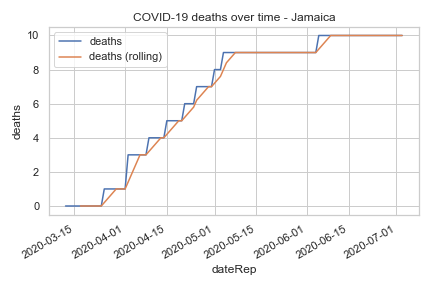 COVID-19 deaths over time - Jamaica
deaths
deaths (rolling)
deaths
10
8
6
4
2
0
2020-03-15
2020-04-01
2020-04-15
2020-05-01
2020-05-15
2020-06-01
2020-06-15
2020-07-01
dateRep